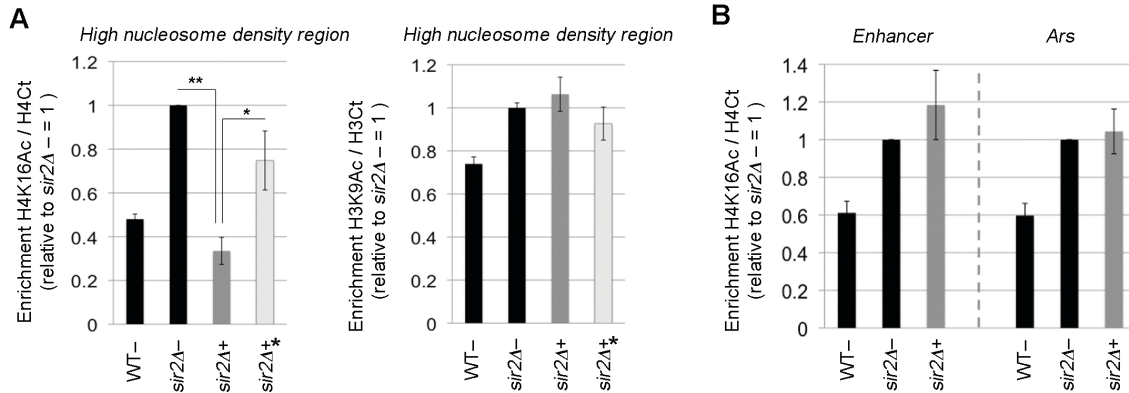 A
High nucleosome density region
Enrichment H4K16Ac / H4Ct
(relative to sir2Δ – = 1 )
1.2
1
0.8
0.6
0.4
0.2
0
**
*
WT–
sir2Δ–
sir2Δ+
sir2Δ+*
High nucleosome density region
Enrichment H3K9Ac / H3Ct
(relative to sir2Δ – = 1 )
1.2
1
0.8
0.6
0.4
0.2
0
WT–
sir2Δ–
sir2Δ+
sir2Δ+*
B
Enhancer
Ars
Enrichment H4K16Ac / H4Ct
(relative to sir2Δ – = 1 )
1.4
1.2
1
0.8
0.6
0.4
0.2
0
WT–
sir2Δ–
sir2Δ+
WT–
sir2Δ–
sir2Δ+